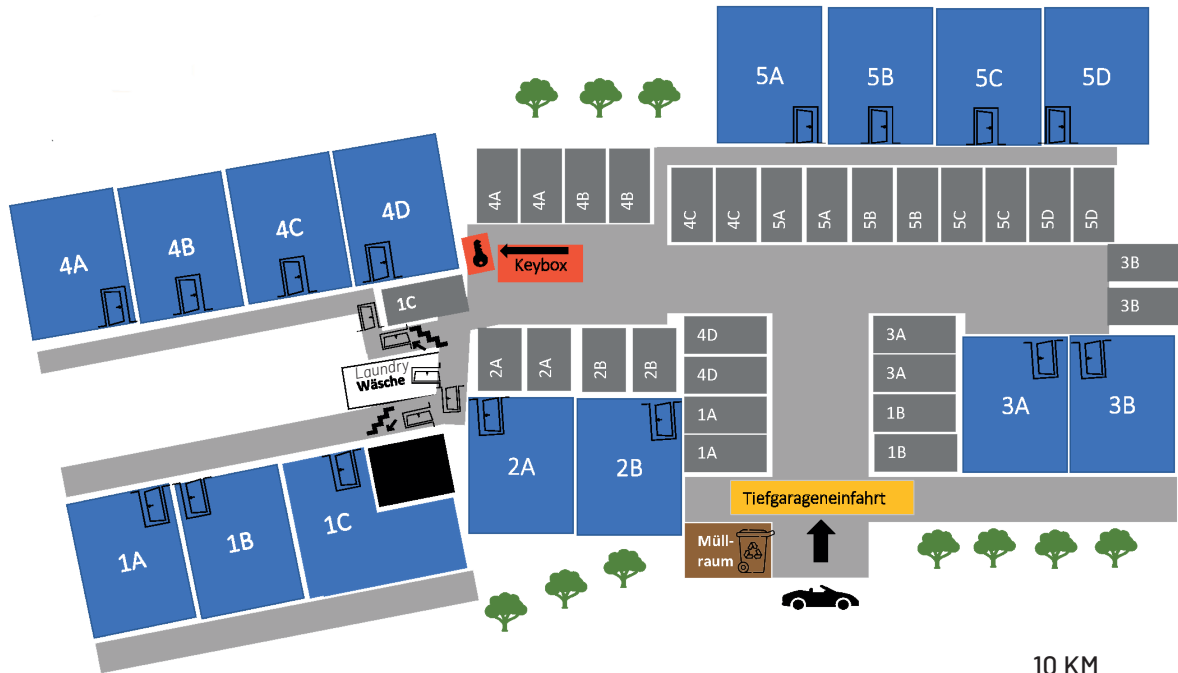 5A
5B
5C
5D
4A
4A
4B
4B
4C
4C
5A
5A
5B
5B
5C
5C
5D
5D
4A
4B
4C
4D
Keybox
3B
3B
1C
Laundry
Wäsche
2A
2A
2B
2B
4D
4D
1A
1A
3A
3A
1B
1B
3A
3B
2A
2B
1A
1B
1C
Tiefgarageneinfahrt
Müll-
raum
10 KM